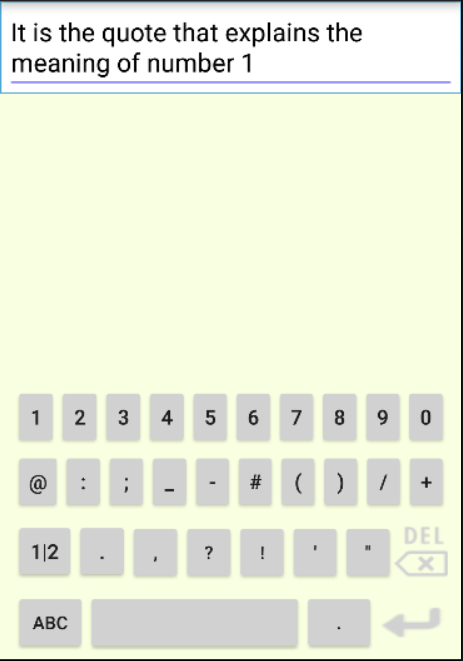 It is the quote that explains the
meaning of number 1
1 2 3 4 5 6 7 8 9 0
@ : ; _ - # ( ) / +
1|2 . , ? ! ' "
DEL
ABC .